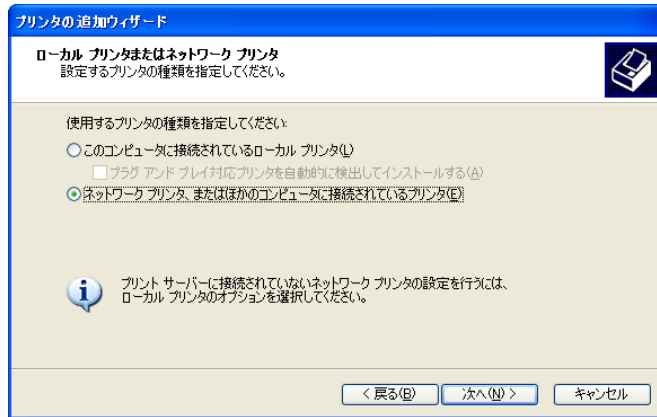 プリンタの追加ウィザード
ローカル プリンタまたはネットワーク プリンタ
設定するプリンタの種類を指定してください。
使用するプリンタの種類を指定してください:
このコンピュータに接続されているローカル プリンタ(L)
プラグ アンド プレイ対応プリンタを自動的に検出してインストールする(A)
ネットワーク プリンタ、またはほかのコンピュータに接続されているプリンタ(E)
プリント サーバーに接続されていないネットワーク プリンタの設定を行うには、
ローカル プリンタのオプションを選択してください。
< 戻る(B) 次へ(N) > キャンセル